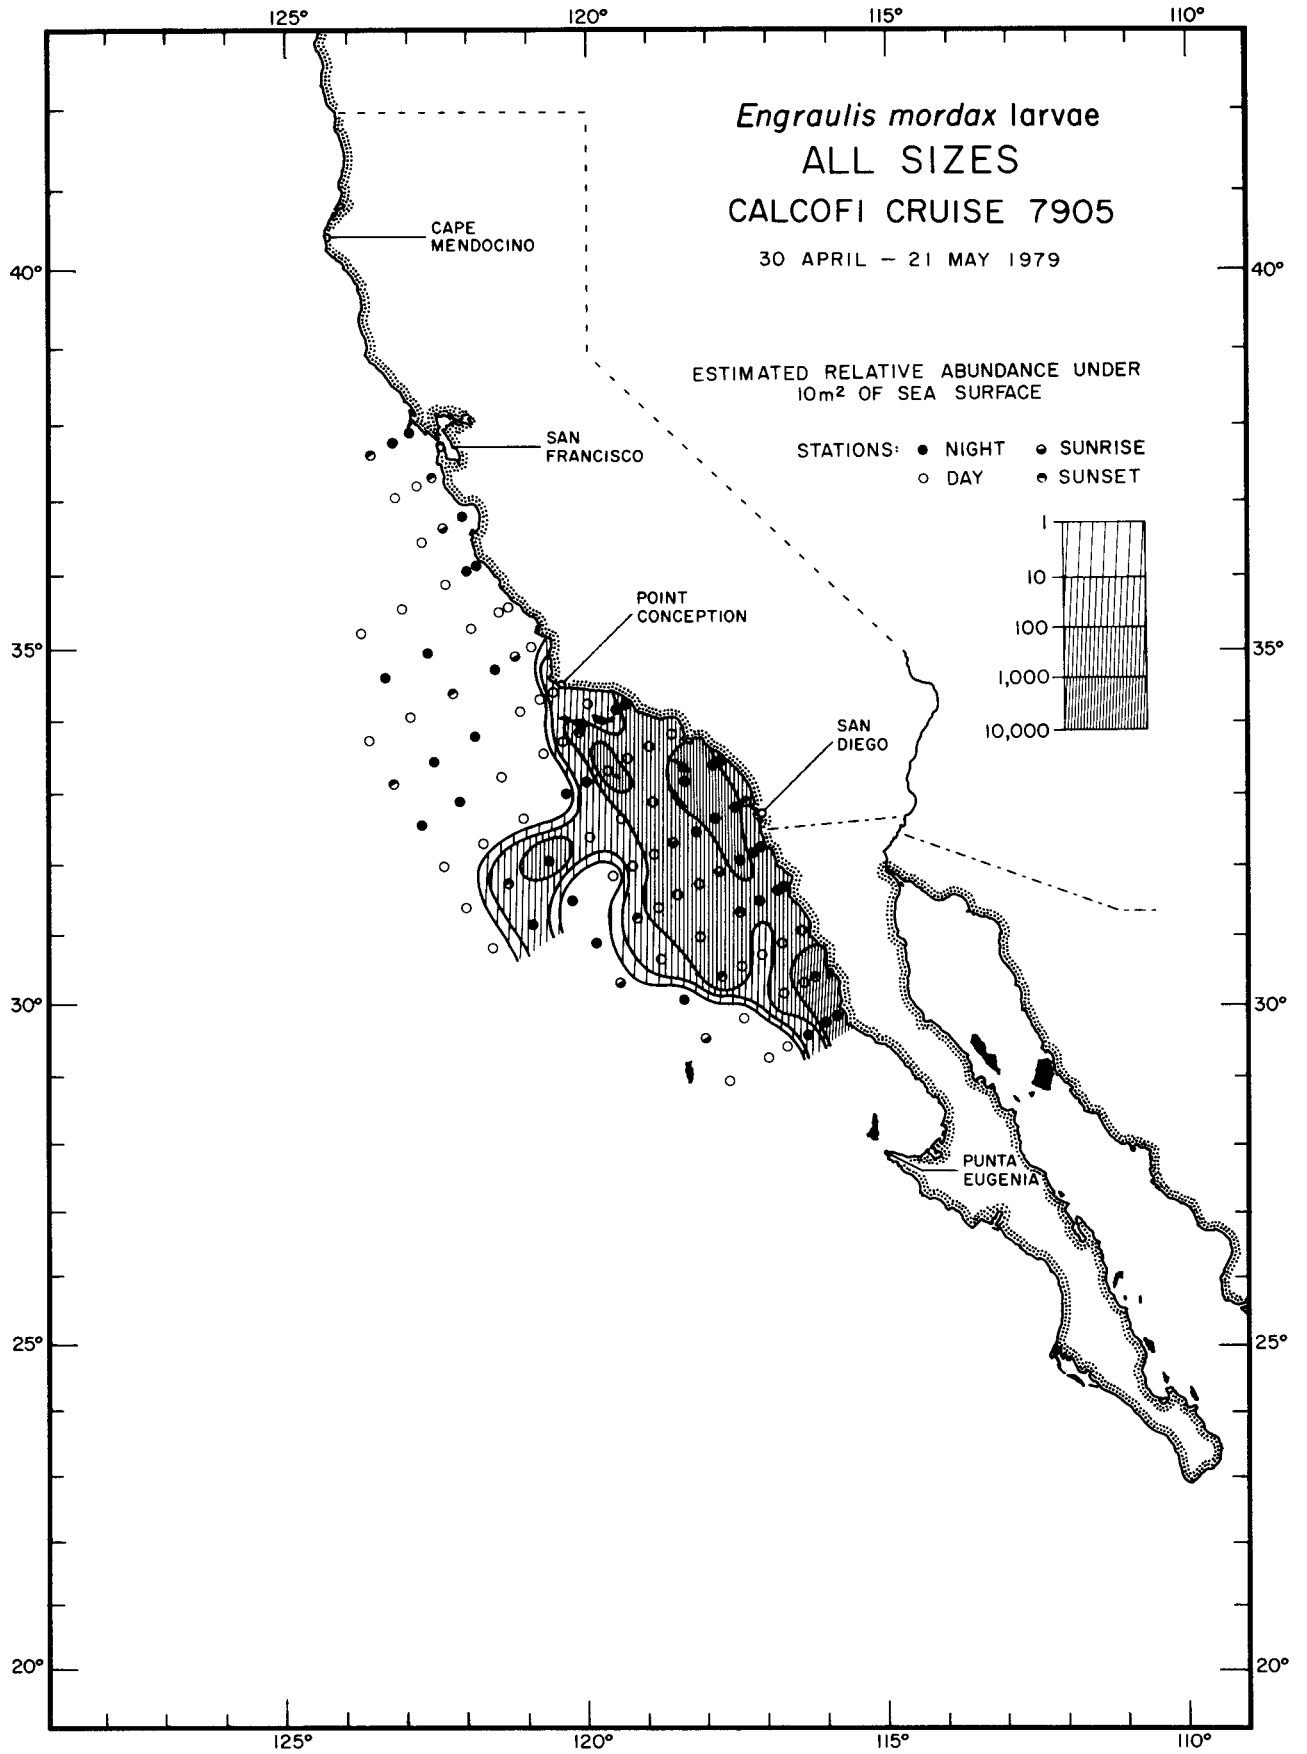 125° 120° 115° 110°
Engraulis mordax larvae
ALL SIZES
CALCOFI CRUISE 7905
30 APRIL – 21 MAY 1979
CAPE
MENDOCINO
40° 40°
ESTIMATED RELATIVE ABUNDANCE UNDER
10m² OF SEA SURFACE
SAN
FRANCISCO
STATIONS: ● NIGHT SUNRISE
○ DAY SUNSET
1
10
100
1,000
10,000
POINT
CONCEPTION
35° 35°
SAN
DIEGO
30° 30°
PUNTA
EUGENIA
25° 25°
20° 20°
125° 120° 115° 110°